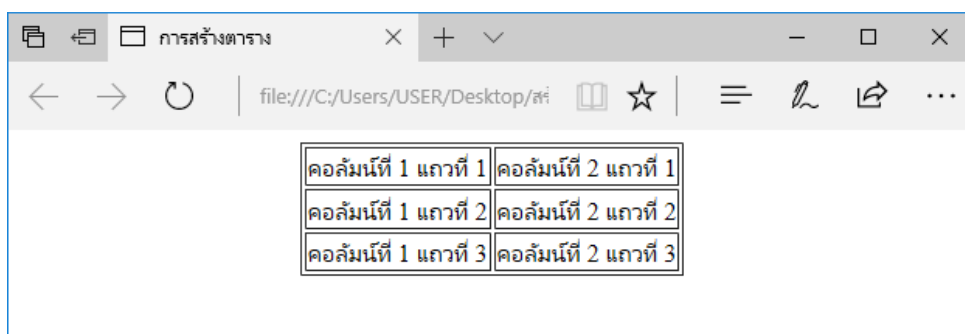 การสร้างตาราง
file:///C:/Users/USER/Desktop/สร้
คอลัมน์ที่ 1 แถวที่ 1 คอลัมน์ที่ 2 แถวที่ 1
คอลัมน์ที่ 1 แถวที่ 2 คอลัมน์ที่ 2 แถวที่ 2
คอลัมน์ที่ 1 แถวที่ 3 คอลัมน์ที่ 2 แถวที่ 3